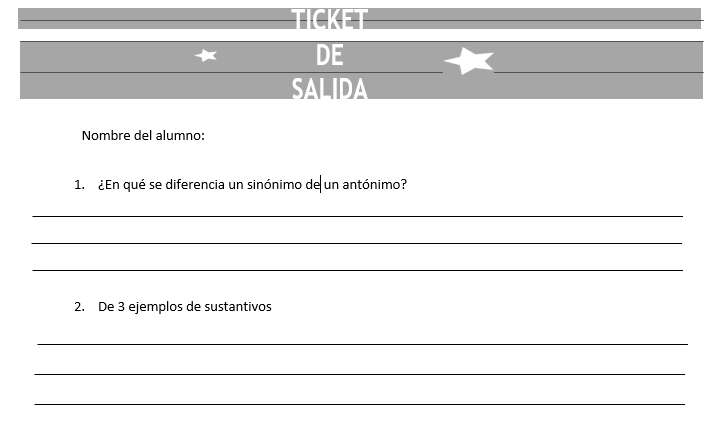 TICKET
DE
SALIDA
Nombre del alumno:
1. ¿En qué se diferencia un sinónimo de un antónimo?
2. De 3 ejemplos de sustantivos